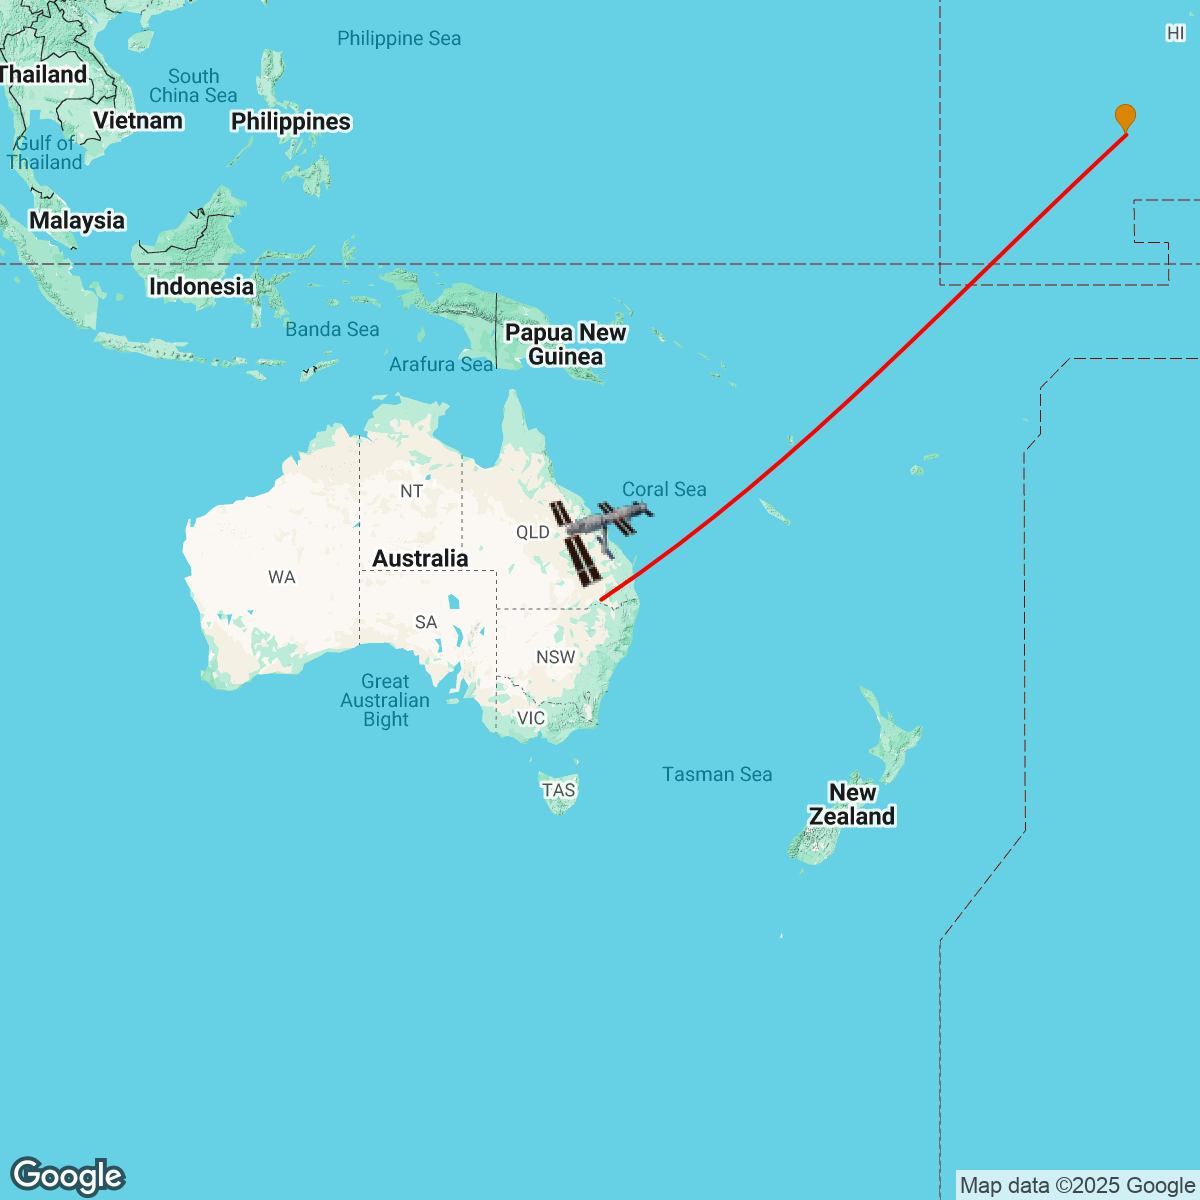 Philippine Sea
HI
Thailand
South
China Sea
Vietnam
Philippines
Gulf of
Thailand
Malaysia
Indonesia
Banda Sea
Papua New
Guinea
Arafura Sea
NT
Coral Sea
QLD
Australia
WA
SA
NSW
Great
Australian
Bight
VIC
Tasman Sea
TAS
New
Zealand
Google
Map data ©2025 Google